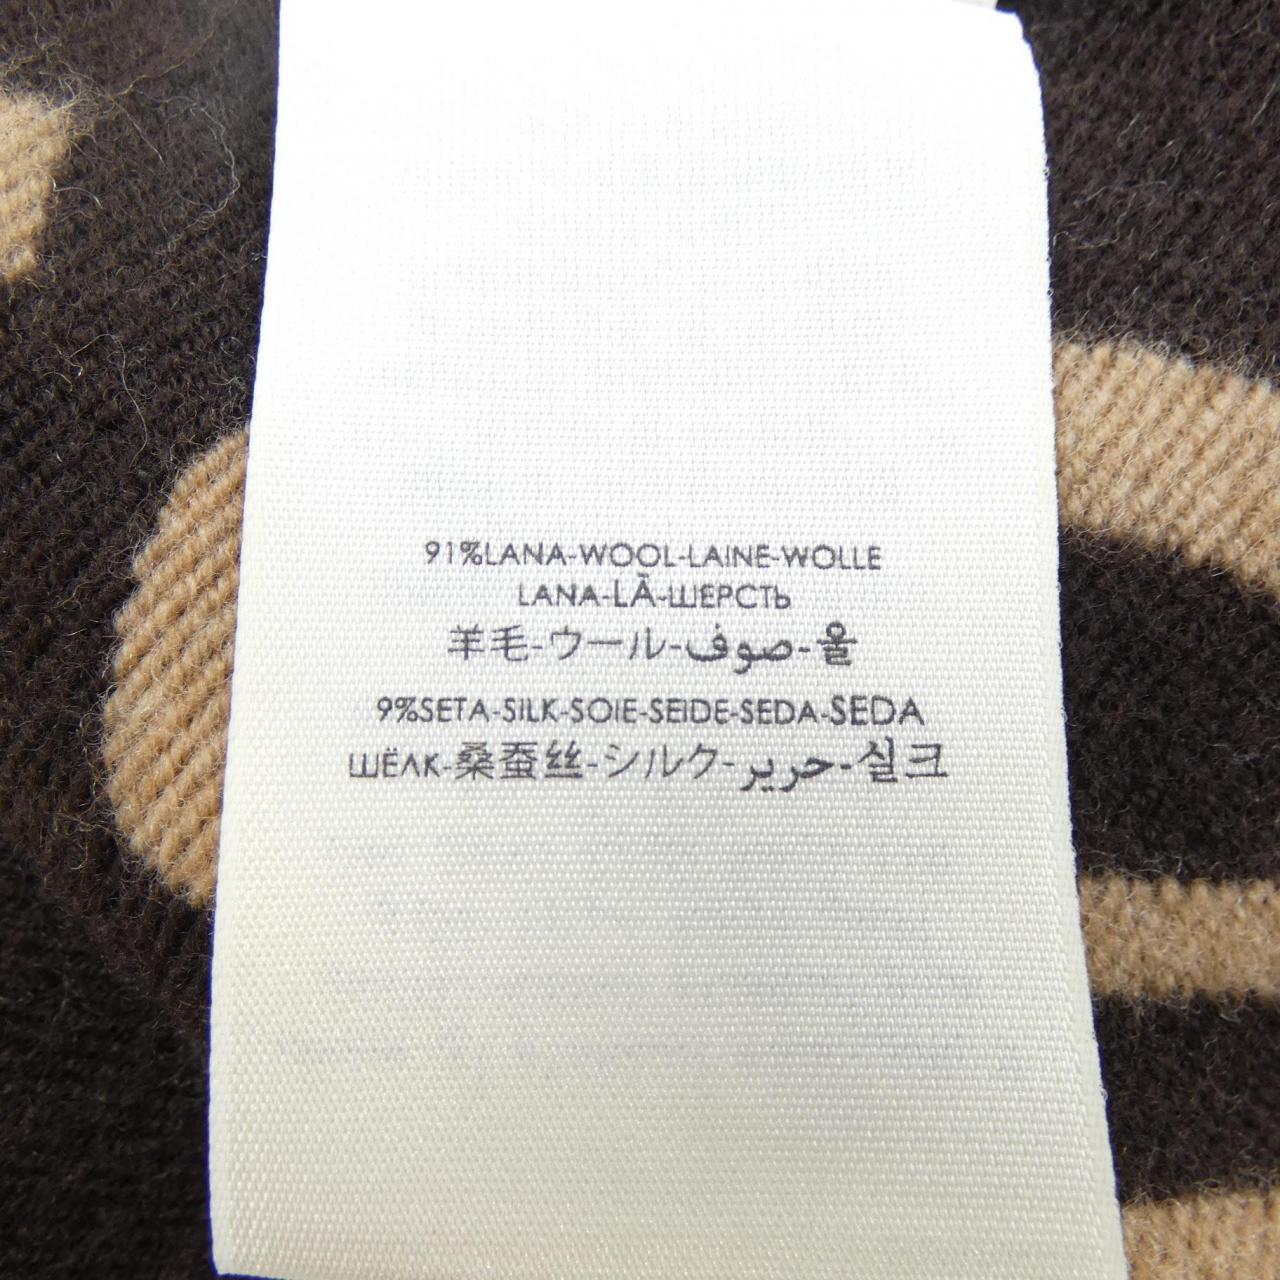 91%LANA-WOOL-LAINE-WOLLE
LANA-LÃ-ШЕРСТЬ
羊毛-ウール-صوف-울
9%SETA-SILK-SOIE-SEIDE-SEDA-SEDA
ШЁЛК-桑蚕丝-シルク-حرير-실크